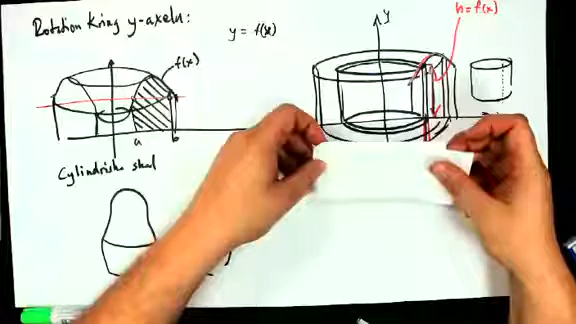 Rotation kring y-axeln:
y = f(x)
y
h = f(x)
f(x)
a
b
Cylindriska skal